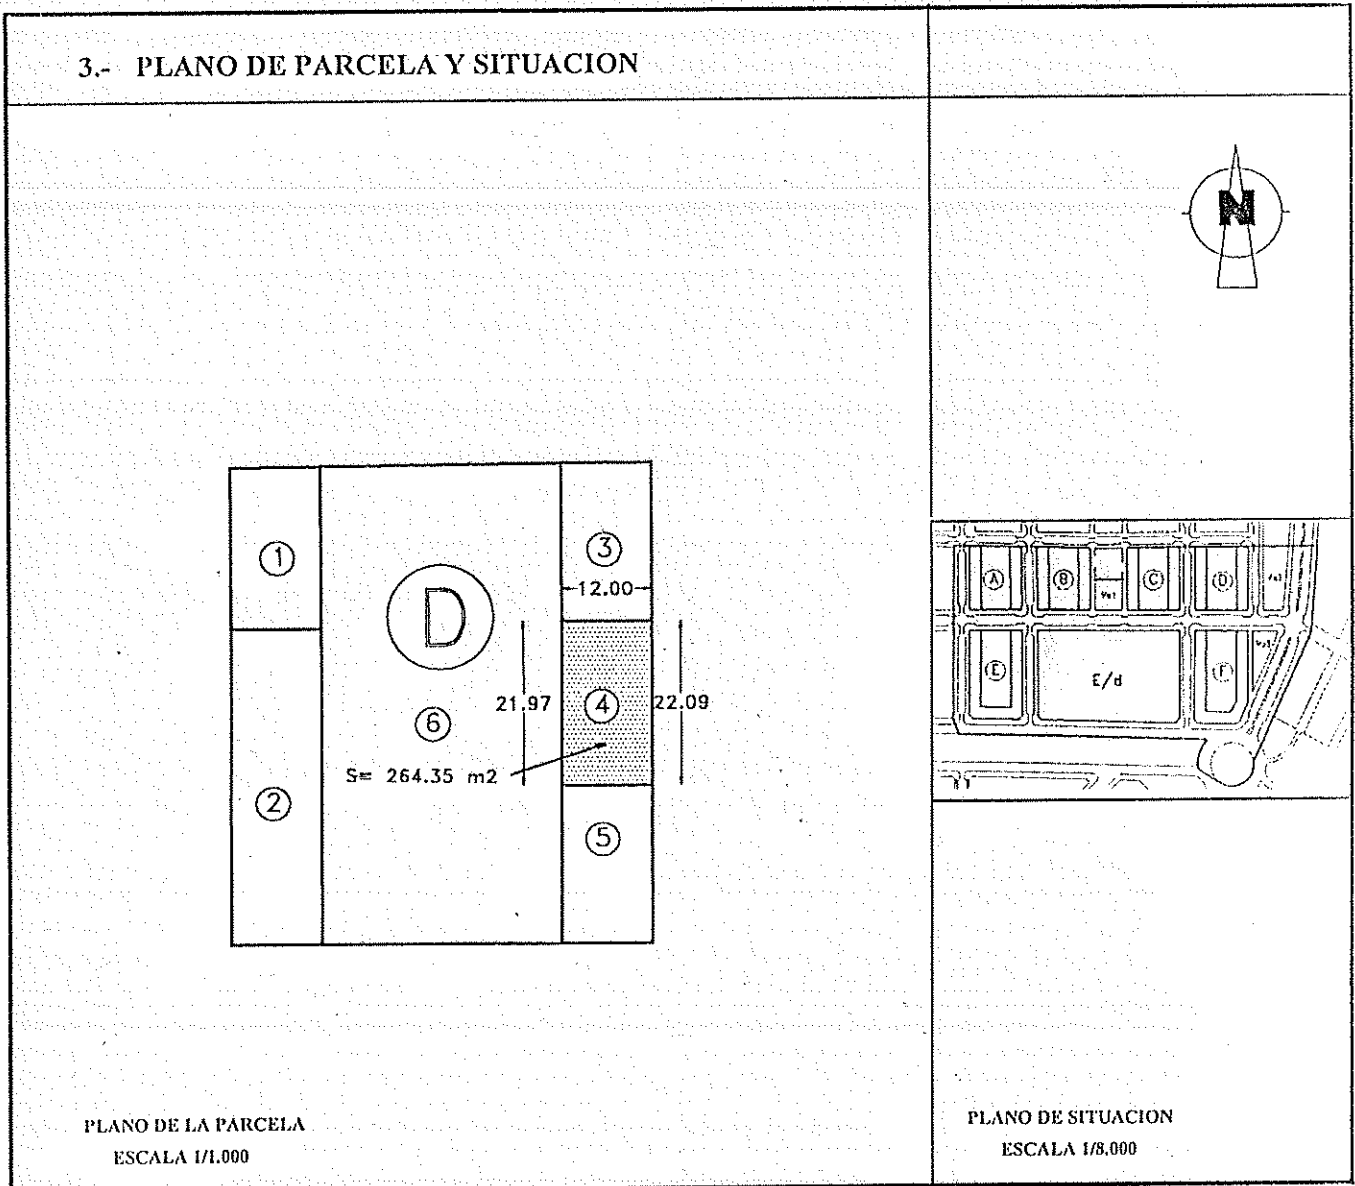 3.- PLANO DE PARCELA Y SITUACION
N
1
3
12.00
D
21.97
4
22.09
6
S= 264.35 m2
2
5
A
B
C
D
E
E/d
F
PLANO DE LA PARCELA
ESCALA 1/1.000
PLANO DE SITUACION
ESCALA 1/8.000